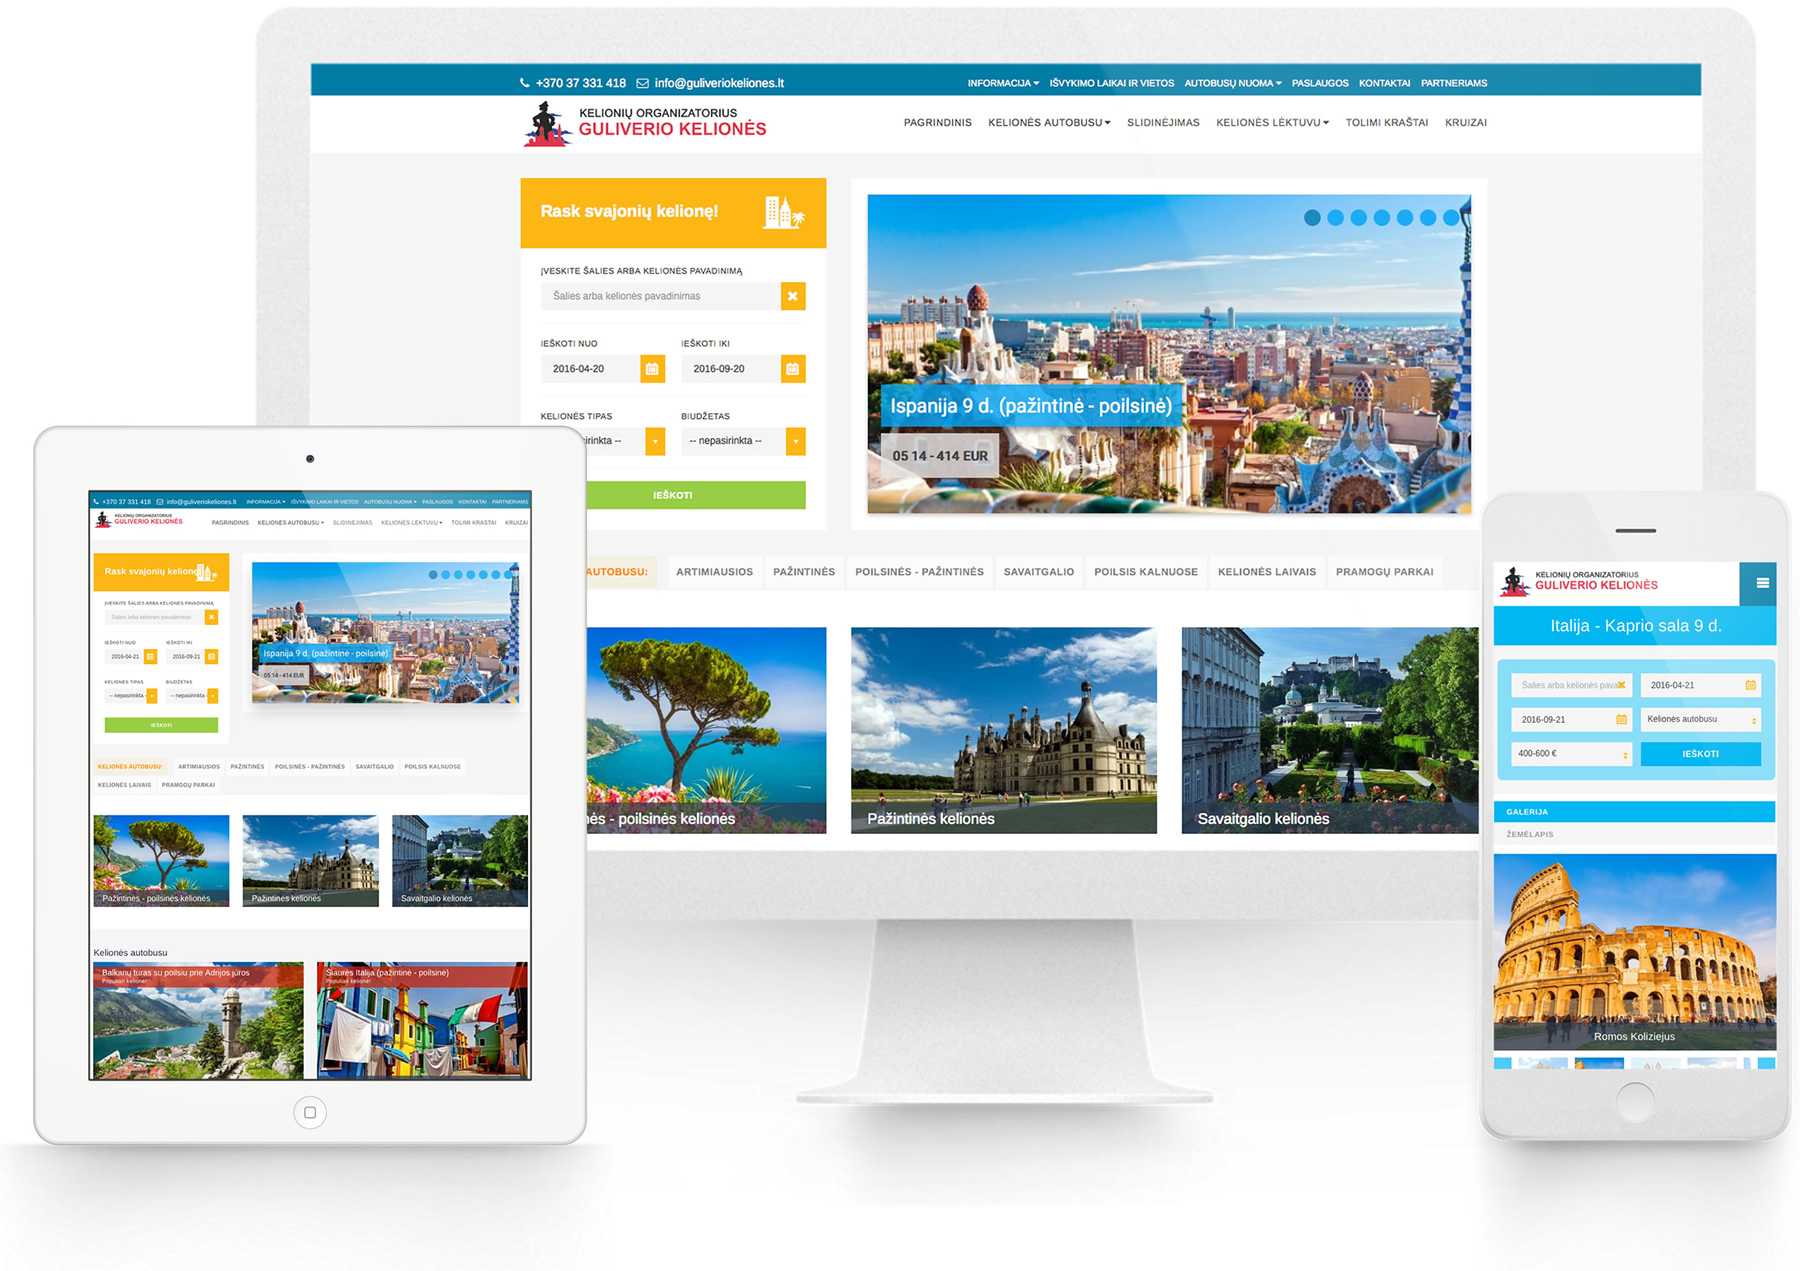 +370 37 331 418 info@guliveriokeliones.lt INFORMACIJA IŠVYKIMO LAIKAI IR VIETOS AUTOBUSŲ NUOMA PASLAUGOS KONTAKTAI PARTNERIAMS
KELIONIŲ ORGANIZATORIUS
GULIVERIO KELIONĖS
PAGRINDINIS KELIONĖS AUTOBUSU SLIDINĖJIMAS KELIONĖS LĖKTUVU TOLIMI KRAŠTAI KRUIZAI
Rask svajonių kelionę!
ĮVESKITE ŠALIES ARBA KELIONĖS PAVADINIMĄ
Šalies arba kelionės pavadinimas
IEŠKOTI NUO IEŠKOTI IKI
2016-04-20 2016-09-20
KELIONĖS TIPAS BIUDŽETAS
sirinkta -- -- nepasirinkta --
IEŠKOTI
Ispanija 9 d. (pažintinė - poilsinė)
05 14 - 414 EUR
AUTOBUSU: ARTIMIAUSIOS PAŽINTINĖS POILSINĖS - PAŽINTINĖS SAVAITGALIO POILSIS KALNUOSE KELIONĖS LAIVAIS PRAMOGŲ PARKAI
ės - poilsinės kelionės
Pažintinės kelionės
Savaitgalio kelionės
+370 37 331 418 info@guliveriokeliones.lt INFORMACIJA IŠVYKIMO LAIKAI IR VIETOS AUTOBUSŲ NUOMA PASLAUGOS KONTAKTAI PARTNERIAMS
KELIONIŲ ORGANIZATORIUS
GULIVERIO KELIONĖS
PAGRINDINIS KELIONĖS AUTOBUSU SLIDINĖJIMAS KELIONĖS LĖKTUVU TOLIMI KRAŠTAI KRUIZAI
Rask svajonių kelionę
ĮVESKITE ŠALIES ARBA KELIONĖS PAVADINIMĄ
Šalies arba kelionės pavadinimas
IEŠKOTI NUO IEŠKOTI IKI
2016-04-21 2016-09-21
KELIONĖS TIPAS BIUDŽETAS
-- nepasirinkta - -- nepasirinkta -
IEŠKOTI
Ispanija 9 d. (pažintinė - poilsinė)
05 14 - 414 EUR
KELIONĖS AUTOBUSU: ARTIMIAUSIOS PAŽINTINĖS POILSINĖS - PAŽINTINĖS SAVAITGALIO POILSIS KALNUOSE
KELIONĖS LAIVAIS PRAMOGŲ PARKAI
Pažintinės - poilsinės kelionės
Pažintinės kelionės
Savaitgalio kelionės
Kelionės autobusu
Balkanų turas su poilsiu prie Adrijos jūros
Populiari kelionė!
Šiaurės Italija (pažintinė - poilsinė)
Populiari kelionė!
KELIONIŲ ORGANIZATORIUS
GULIVERIO KELIONĖS
Italija - Kaprio sala 9 d.
Šalies arba kelionės pava 2016-04-21
2016-09-21 Kelionės autobusu
400-600 € IEŠKOTI
GALERIJA
ŽEMĖLAPIS
Romos Koliziejus